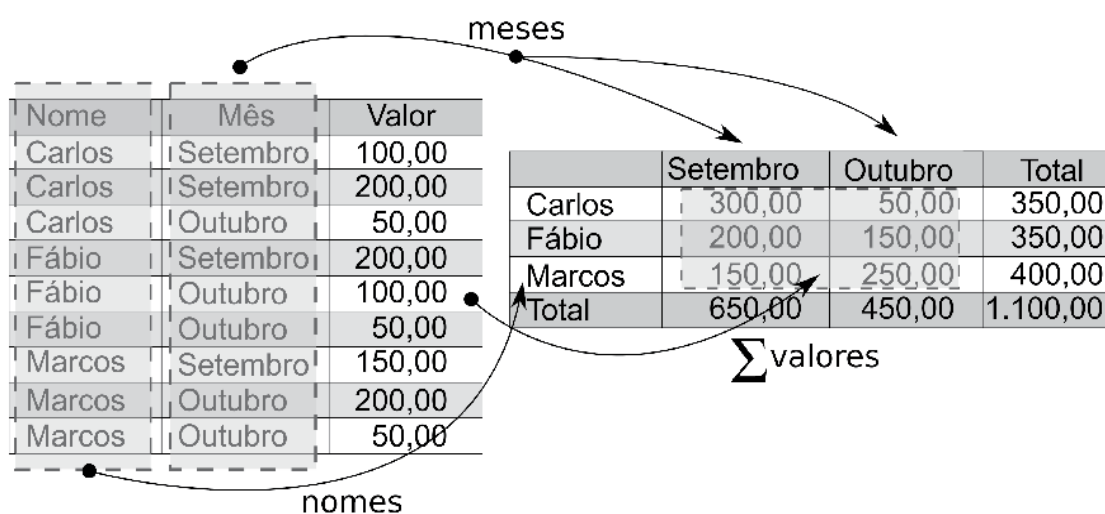 meses
Nome Mês Valor
Carlos Setembro 100,00
Carlos Setembro 200,00
Carlos Outubro 50,00
Fábio Setembro 200,00
Fábio Outubro 100,00
Fábio Outubro 50,00
Marcos Setembro 150,00
Marcos Outubro 200,00
Marcos Outubro 50,00
nomes
Setembro Outubro Total
Carlos 300,00 50,00 350,00
Fábio 200,00 150,00 350,00
Marcos 150,00 250,00 400,00
Total 650,00 450,00 1.100,00
∑valores